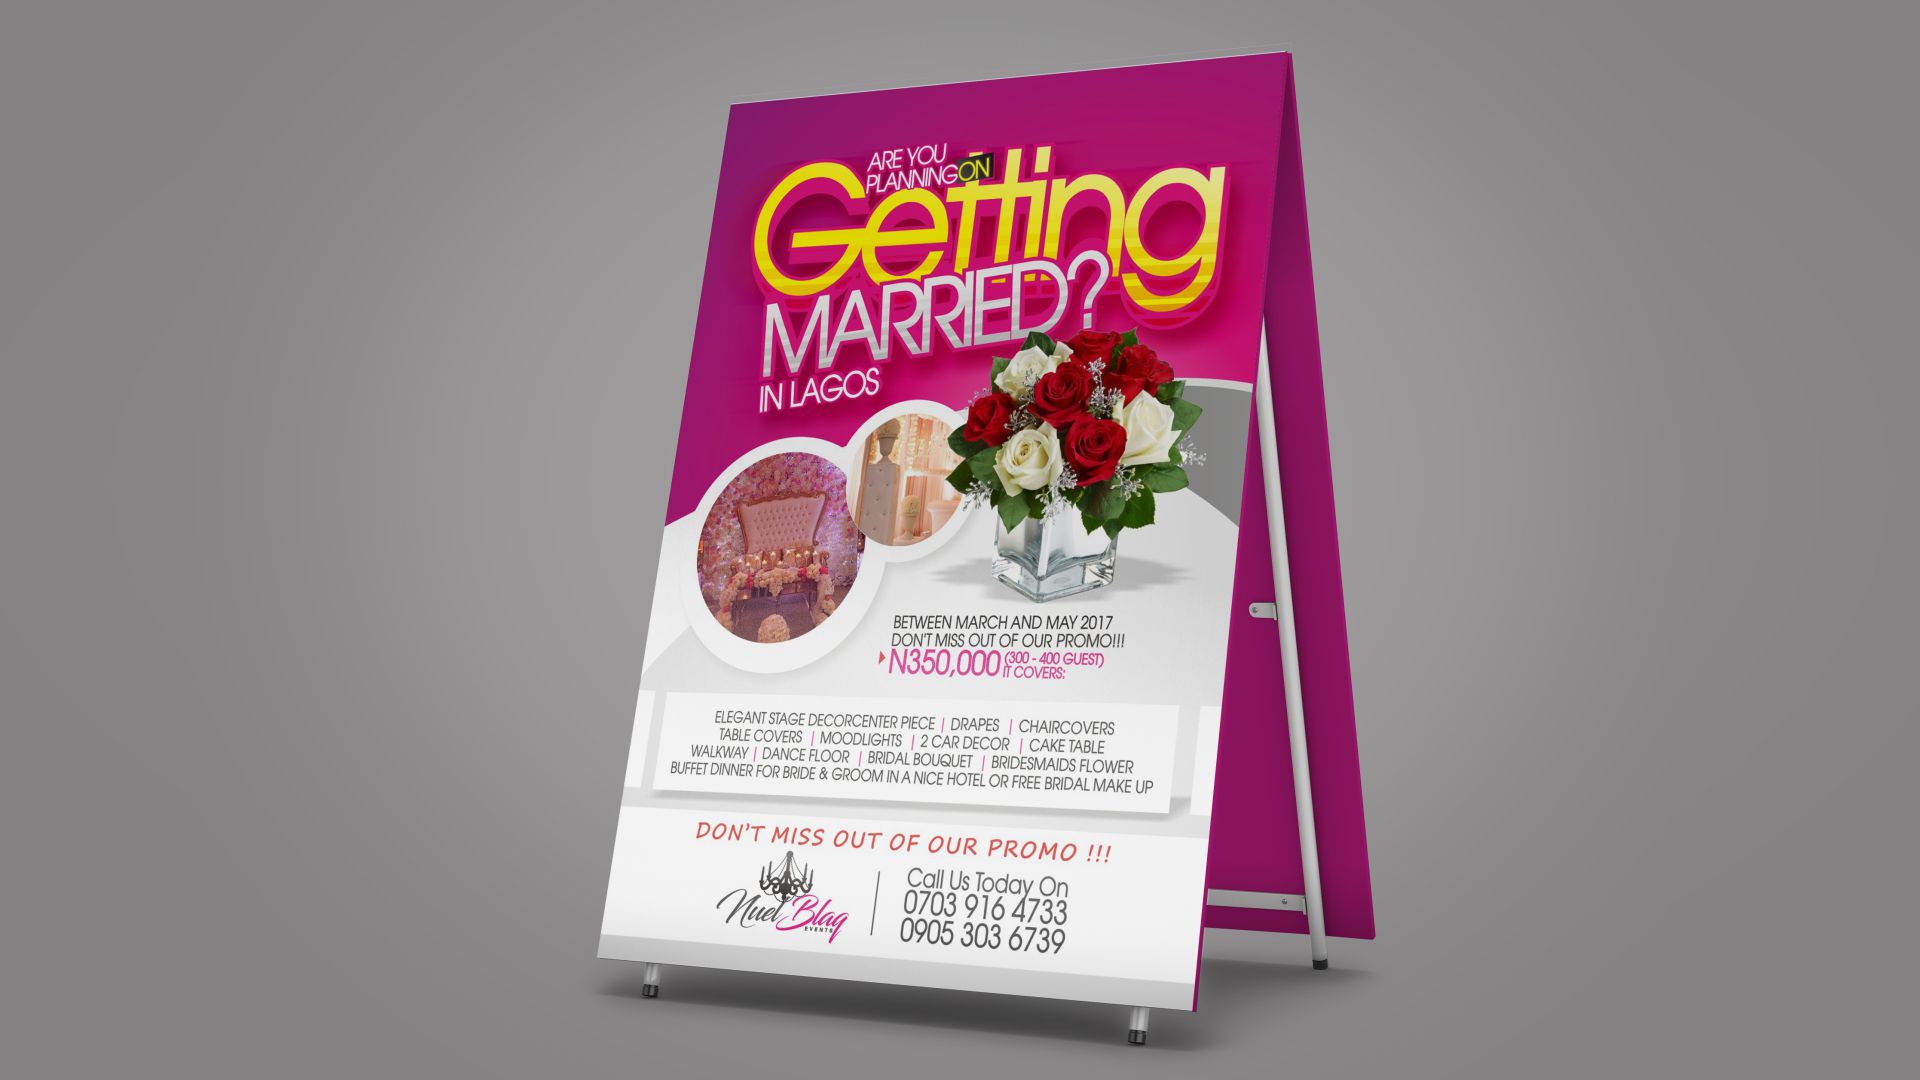 ARE YOU
PLANNING ON
Getting
MARRIED?
IN LAGOS
BETWEEN MARCH AND MAY 2017
DON'T MISS OUT OF OUR PROMO!!!
N350,000 (300 - 400 GUEST)
IT COVERS:
ELEGANT STAGE DECORCENTER PIECE | DRAPES | CHAIRCOVERS
TABLE COVERS | MOODLIGHTS | 2 CAR DECOR | CAKE TABLE
WALKWAY | DANCE FLOOR | BRIDAL BOUQUET | BRIDESMAIDS FLOWER
BUFFET DINNER FOR BRIDE & GROOM IN A NICE HOTEL OR FREE BRIDAL MAKE UP
DON'T MISS OUT OF OUR PROMO !!!
Nuel Blaq
EVENTS
Call Us Today On
0703 916 4733
0905 303 6739